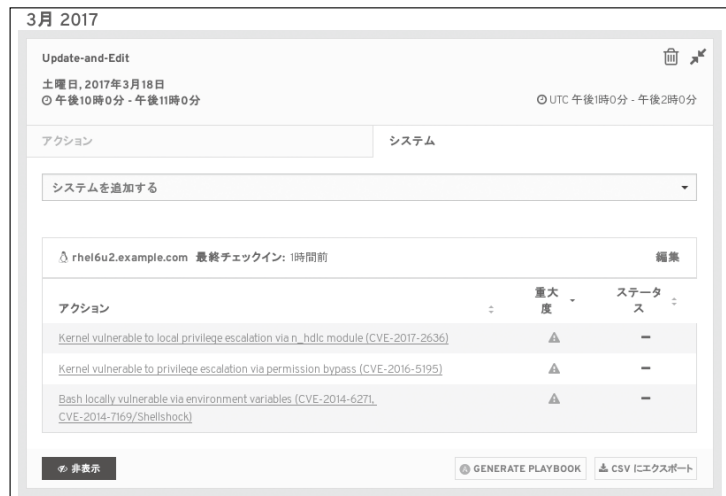 3月 2017
Update-and-Edit
土曜日, 2017年3月18日
午後10時0分 - 午後11時0分
UTC 午後1時0分 - 午後2時0分
アクション
システム
システムを追加する
rhel6u2.example.com 最終チェックイン: 1時間前
編集
アクション
重大
度
ステータ
ス
Kernel vulnerable to local privilege escalation via n_hdlc module (CVE-2017-2636)
Kernel vulnerable to privilege escalation via permission bypass (CVE-2016-5195)
Bash locally vulnerable via environment variables (CVE-2014-6271,
CVE-2014-7169/Shellshock)
非表示
GENERATE PLAYBOOK
CSV にエクスポート